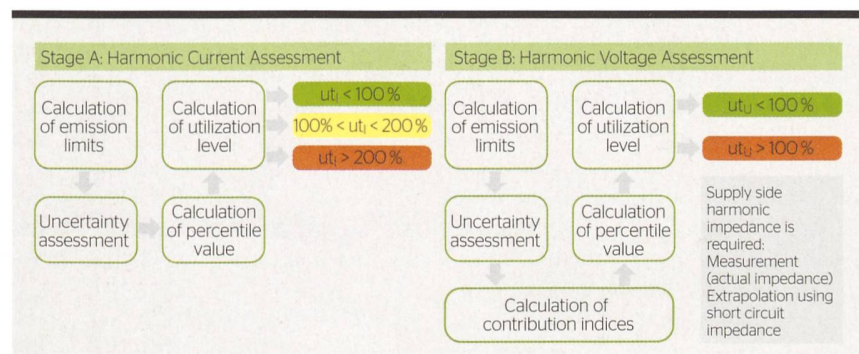 Stage A: Harmonic Current Assessment
Calculation
of emission
limits
Calculation
of utilization
level
ut_I < 100 %
100% < ut_I < 200 %
ut_I > 200 %
Uncertainty
assessment
Calculation
of percentile
value
Stage B: Harmonic Voltage Assessment
Calculation
of emission
limits
Calculation
of utilization
level
ut_U < 100 %
ut_U > 100 %
Uncertainty
assessment
Calculation
of percentile
value
Calculation of
contribution indices
Supply side
harmonic
impedance is
required:
Measurement
(actual impedance)
Extrapolation using
short circuit
impedance